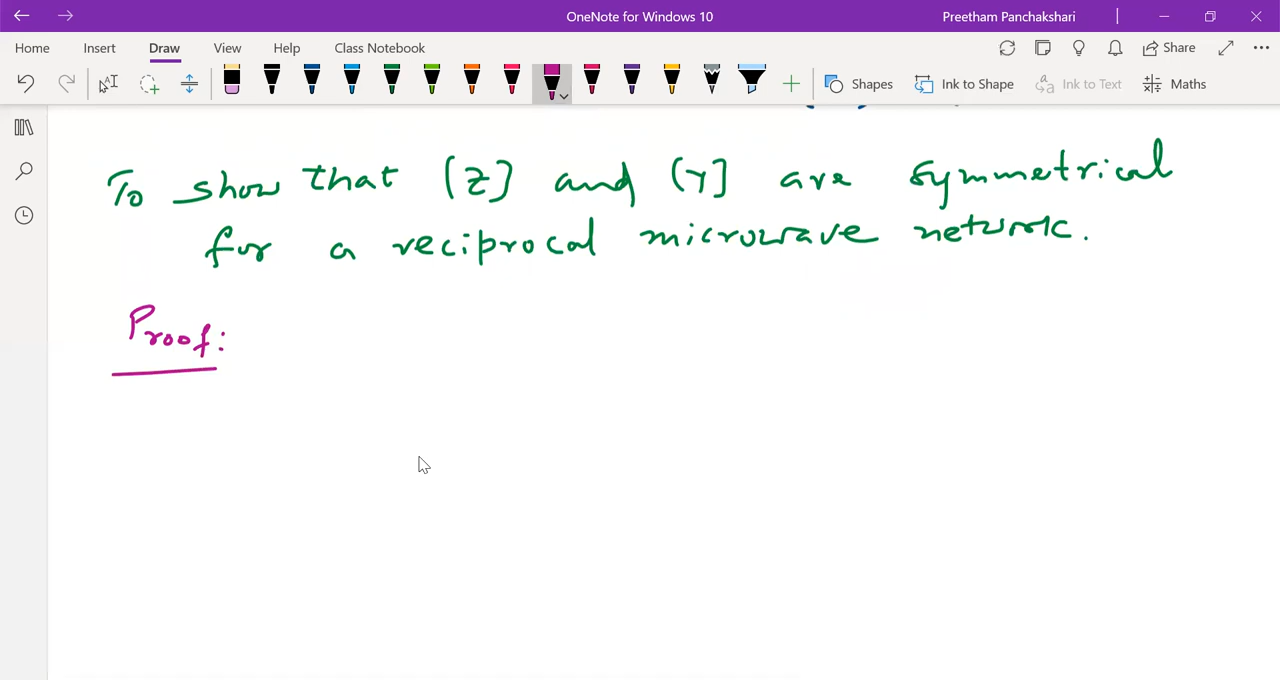 OneNote for Windows 10
Preetham Panchakshari
Home Insert Draw View Help Class Notebook
Share
Shapes Ink to Shape Ink to Text Maths
To show that [Z] and [Y] are symmetrical
for a reciprocal microwave network.
Proof: